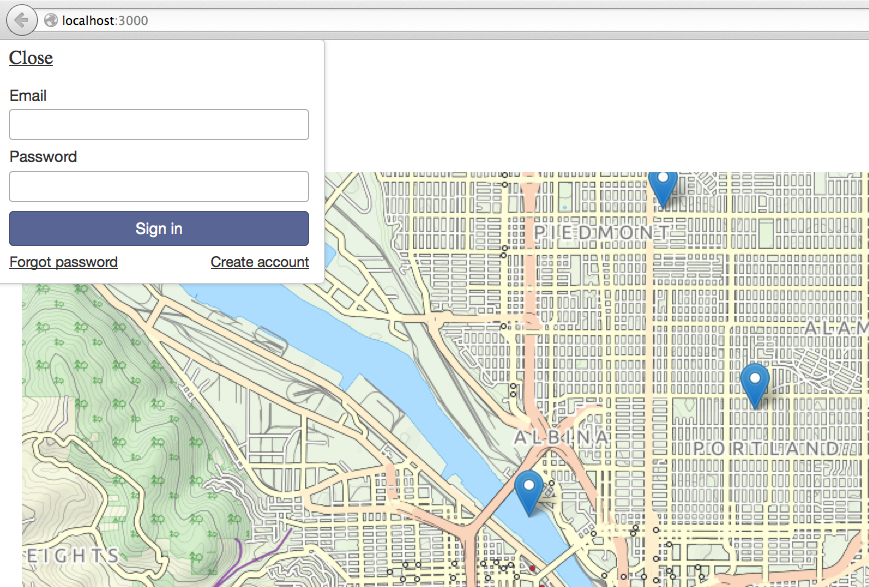 localhost:3000
Close
Email
Password
Sign in
Forgot password Create account
PIEDMONT
ALAM
ALBINA
PORTLAND
EIGHTS